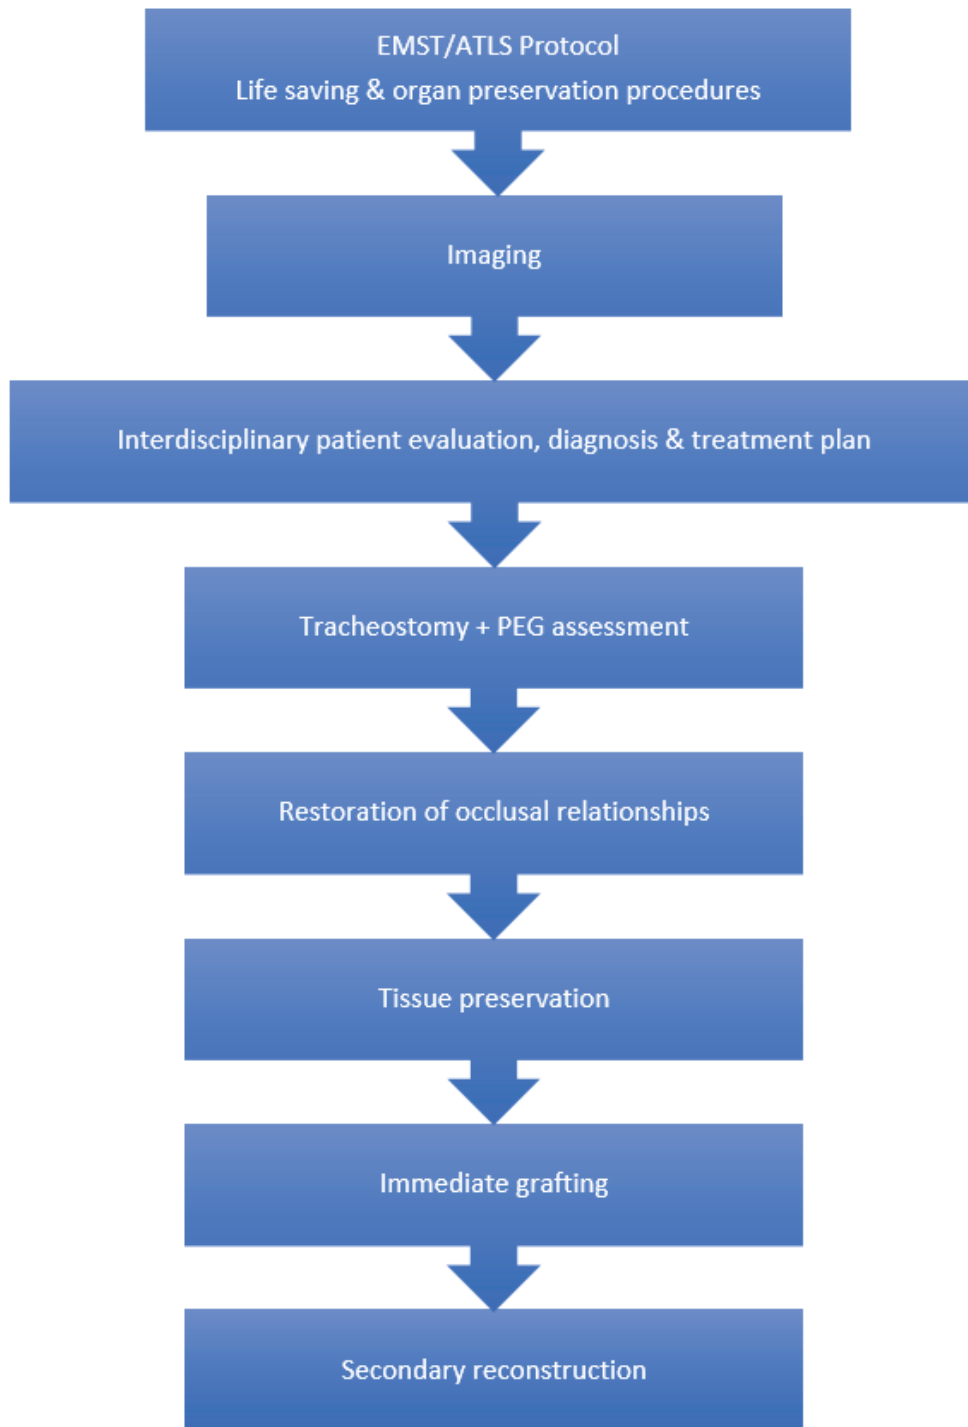 EMST/ATLS Protocol
Life saving & organ preservation procedures
Imaging
Interdisciplinary patient evaluation, diagnosis & treatment plan
Tracheostomy + PEG assessment
Restoration of occlusal relationships
Tissue preservation
Immediate grafting
Secondary reconstruction